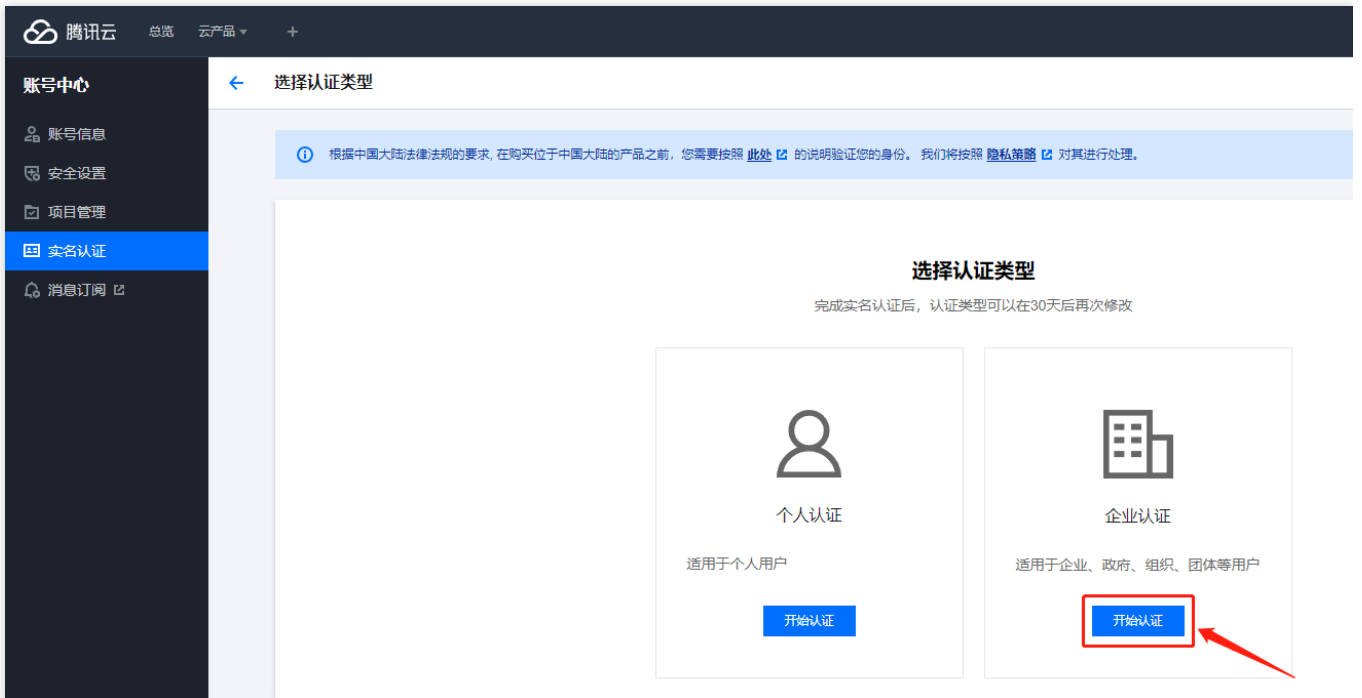 腾讯云 总览 云产品 +
账号中心
选择认证类型
账号信息
安全设置
项目管理
实名认证
消息订阅
根据中国大陆法律法规的要求, 在购买位于中国大陆的产品之前，您需要按照 此处 的说明验证您的身份。 我们将按照 隐私策略 对其进行处理。
选择认证类型
完成实名认证后，认证类型可以在30天后再次修改
个人认证
适用于个人用户
开始认证
企业认证
适用于企业、政府、组织、团体等用户
开始认证